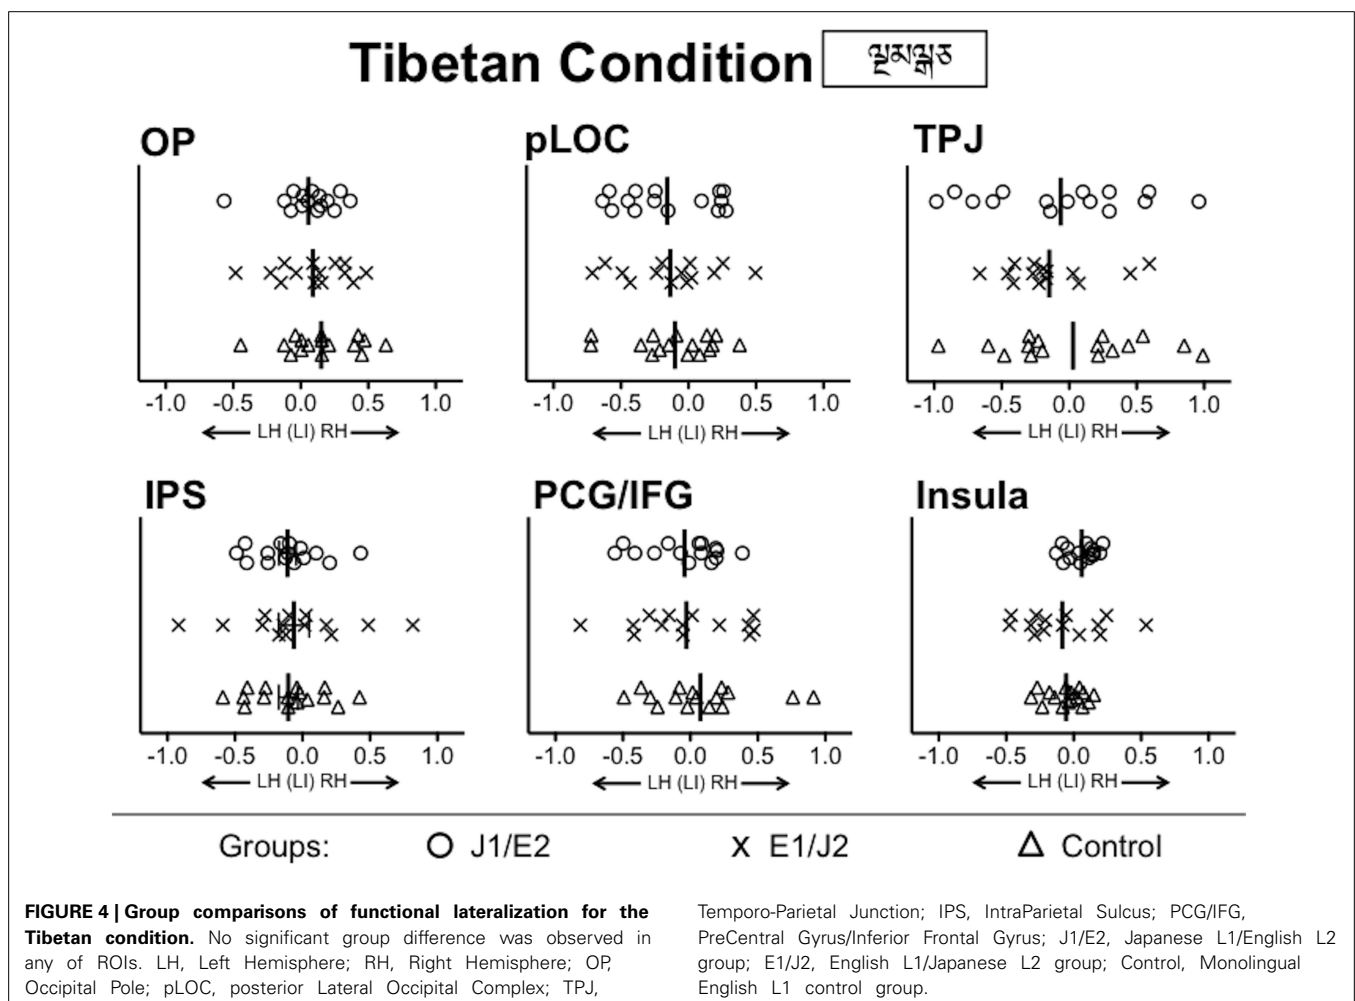 Tibetan Condition
OP
pLOC
TPJ
-1.0 -0.5 0.0 0.5 1.0
LH (LI) RH
-1.0 -0.5 0.0 0.5 1.0
LH (LI) RH
-1.0 -0.5 0.0 0.5 1.0
LH (LI) RH
IPS
PCG/IFG
Insula
-1.0 -0.5 0.0 0.5 1.0
LH (LI) RH
-1.0 -0.5 0.0 0.5 1.0
LH (LI) RH
-1.0 -0.5 0.0 0.5 1.0
LH (LI) RH
Groups: J1/E2 x E1/J2 Control
FIGURE 4 | Group comparisons of functional lateralization for the
Tibetan condition. No significant group difference was observed in
any of ROIs. LH, Left Hemisphere; RH, Right Hemisphere; OP,
Occipital Pole; pLOC, posterior Lateral Occipital Complex; TPJ,
Temporo-Parietal Junction; IPS, IntraParietal Sulcus; PCG/IFG,
PreCentral Gyrus/Inferior Frontal Gyrus; J1/E2, Japanese L1/English L2
group; E1/J2, English L1/Japanese L2 group; Control, Monolingual
English L1 control group.